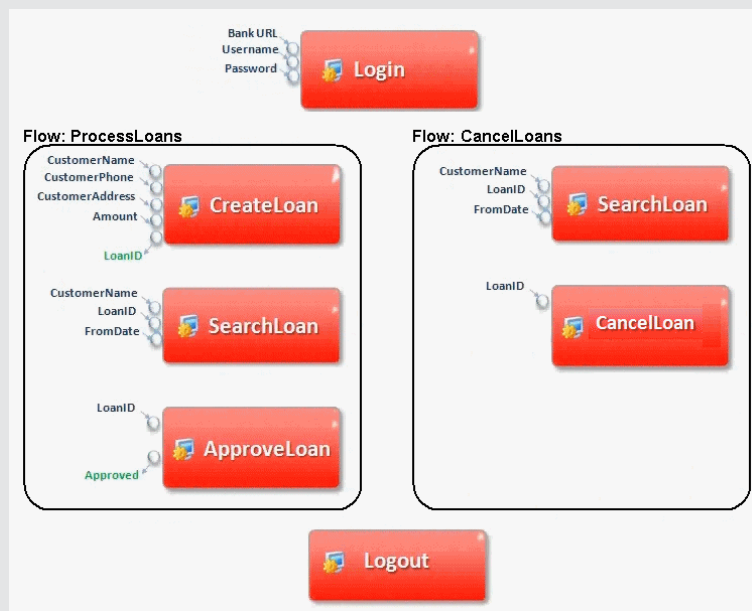 Bank URL
Username
Password
Login
Flow: ProcessLoans
CustomerName
CustomerPhone
CustomerAddress
Amount
LoanID
CreateLoan
CustomerName
LoanID
FromDate
SearchLoan
LoanID
Approved
ApproveLoan
Flow: CancelLoans
CustomerName
LoanID
FromDate
SearchLoan
LoanID
CancelLoan
Logout